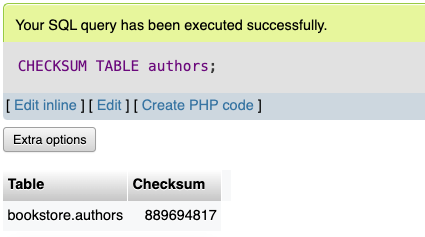 Your SQL query has been executed successfully.
CHECKSUM TABLE authors;
[ Edit inline ] [ Edit ] [ Create PHP code ]
Extra options
Table Checksum
bookstore.authors 889694817